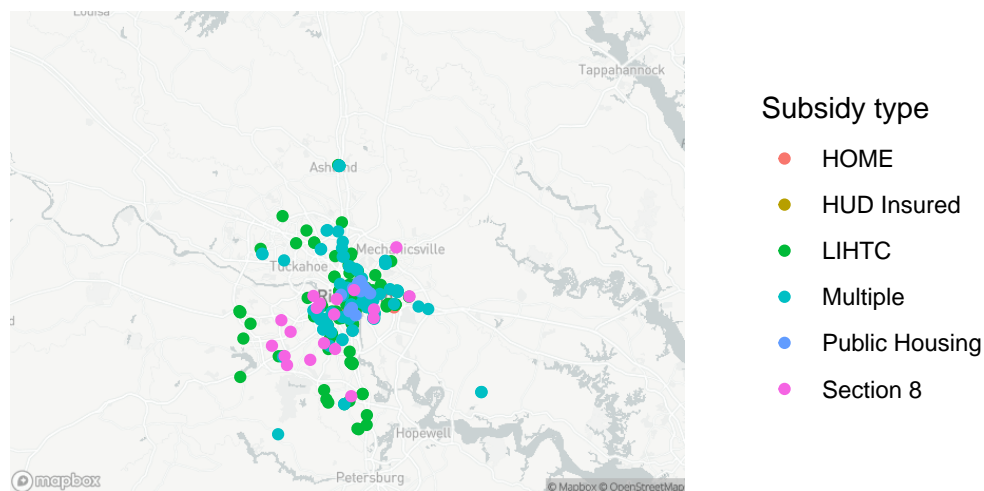 Louisa
Tappahannock
Ashland
Mechanicsville
Tuckahoe
Hopewell
Petersburg
mapbox
© Mapbox © OpenStreetMap
Subsidy type
HOME
HUD Insured
LIHTC
Multiple
Public Housing
Section 8